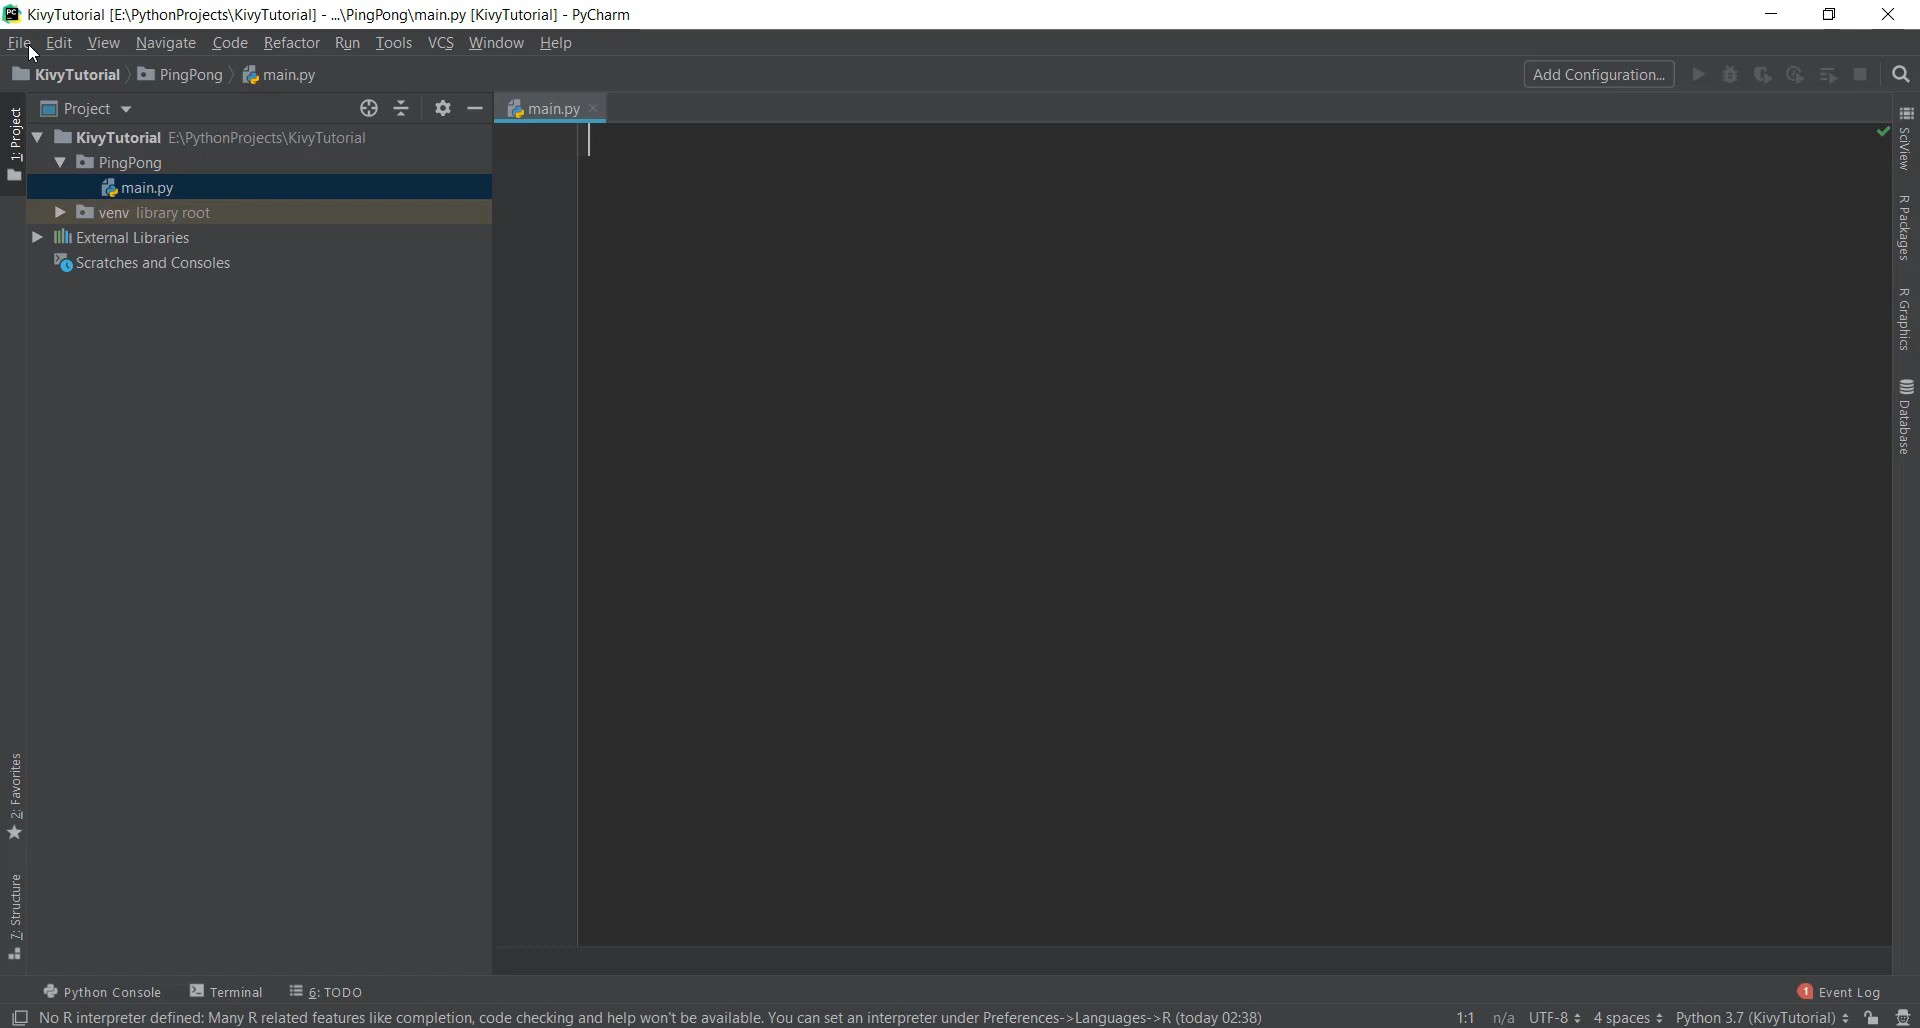 KivyTutorial [E:\PythonProjects\KivyTutorial] - ...\PingPong\main.py [KivyTutorial] - PyCharm
File Edit View Navigate Code Refactor Run Tools VCS Window Help
KivyTutorial PingPong main.py Add Configuration...
Project main.py
KivyTutorial E:\PythonProjects\KivyTutorial
PingPong
main.py
venv library root
External Libraries
Scratches and Consoles
1: Project
2: Favorites
7: Structure
SciView
R Packages
R Graphics
Database
Python Console Terminal 6: TODO 1 Event Log
No R interpreter defined: Many R related features like completion, code checking and help won't be available. You can set an interpreter under Preferences->Languages->R (today 02:38) 1:1 n/a UTF-8 4 spaces Python 3.7 (KivyTutorial)